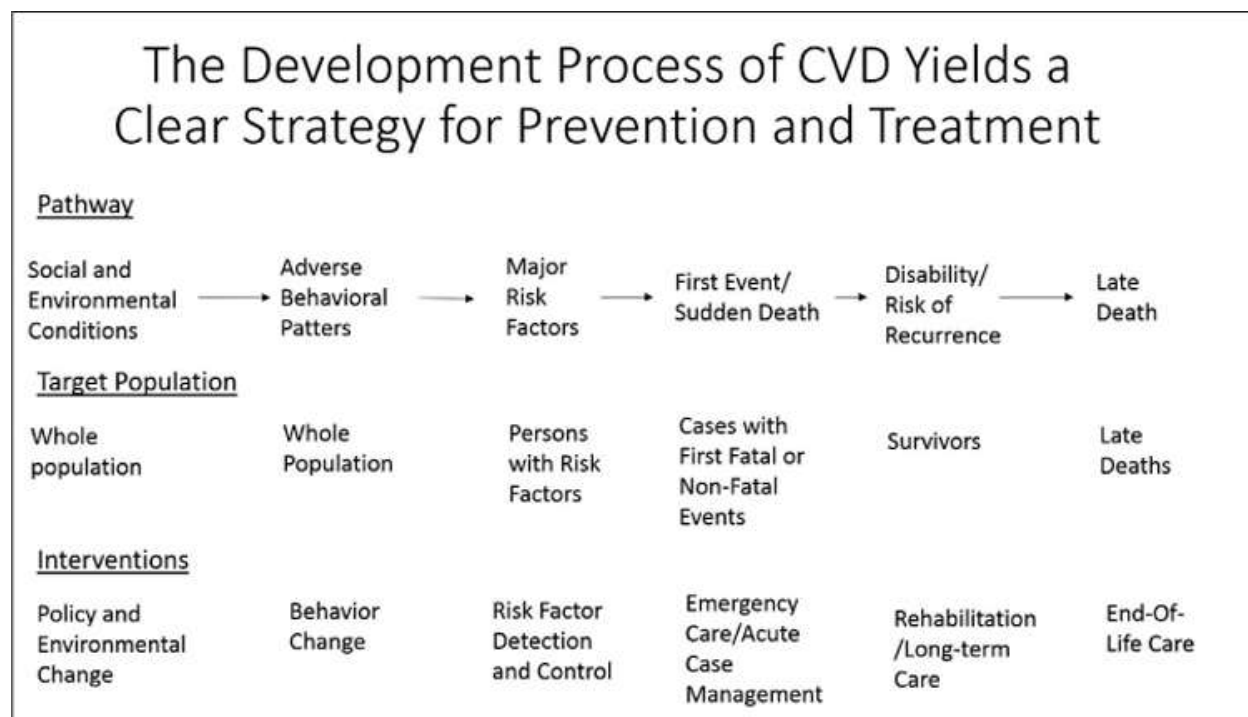 The Development Process of CVD Yields a
Clear Strategy for Prevention and Treatment
Pathway
Social and
Environmental
Conditions
Adverse
Behavioral
Patters
Major
Risk
Factors
First Event/
Sudden Death
Disability/
Risk of
Recurrence
Late
Death
Target Population
Whole
population
Whole
Population
Persons
with Risk
Factors
Cases with
First Fatal or
Non-Fatal
Events
Survivors
Late
Deaths
Interventions
Policy and
Environmental
Change
Behavior
Change
Risk Factor
Detection
and Control
Emergency
Care/Acute
Case
Management
Rehabilitation
/Long-term
Care
End-Of-
Life Care